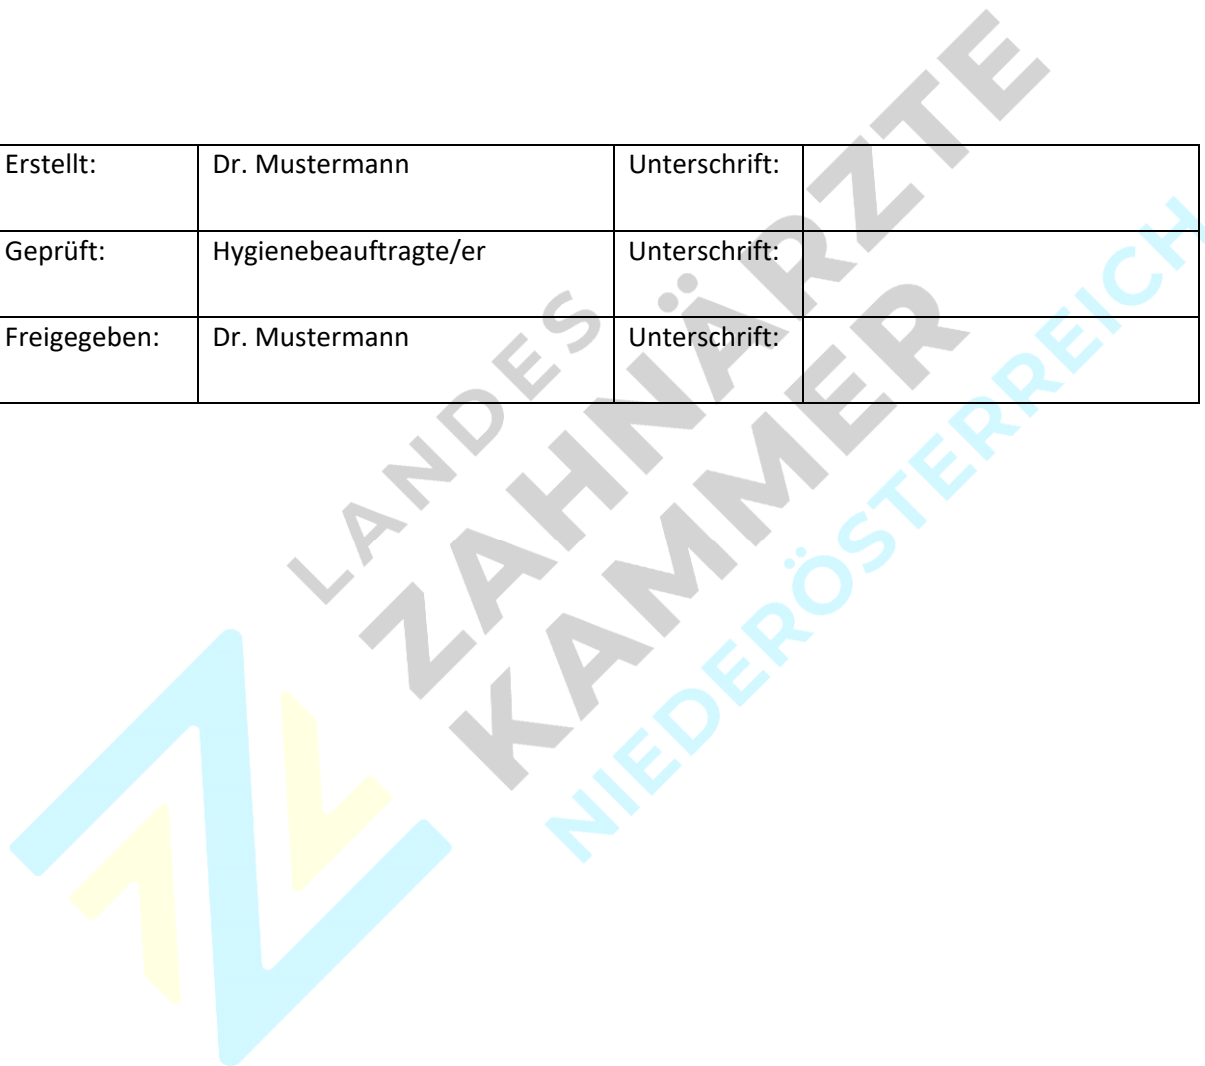 Erstellt: Dr. Mustermann Unterschrift:
Geprüft: Hygienebeauftragte/er Unterschrift:
Freigegeben: Dr. Mustermann Unterschrift:
LANDES
ZAHNÄRZTE
KAMMER
NIEDERÖSTERREICH